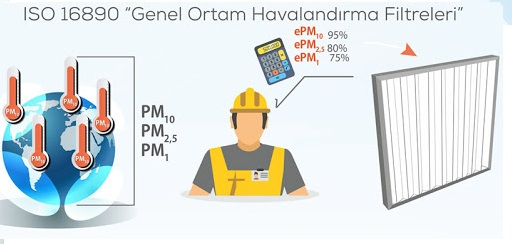 ISO 16890 “Genel Ortam Havalandırma Filtreleri”
ePM10 95%
ePM2,5 80%
ePM1 75%
PM10
PM2,5
PM1